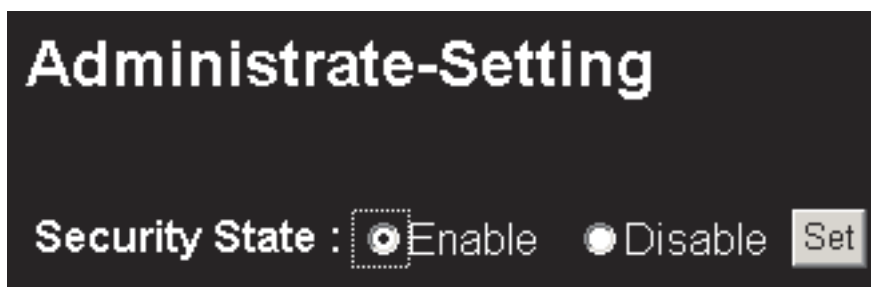 Administrate-Setting
Security State : Enable Disable Set